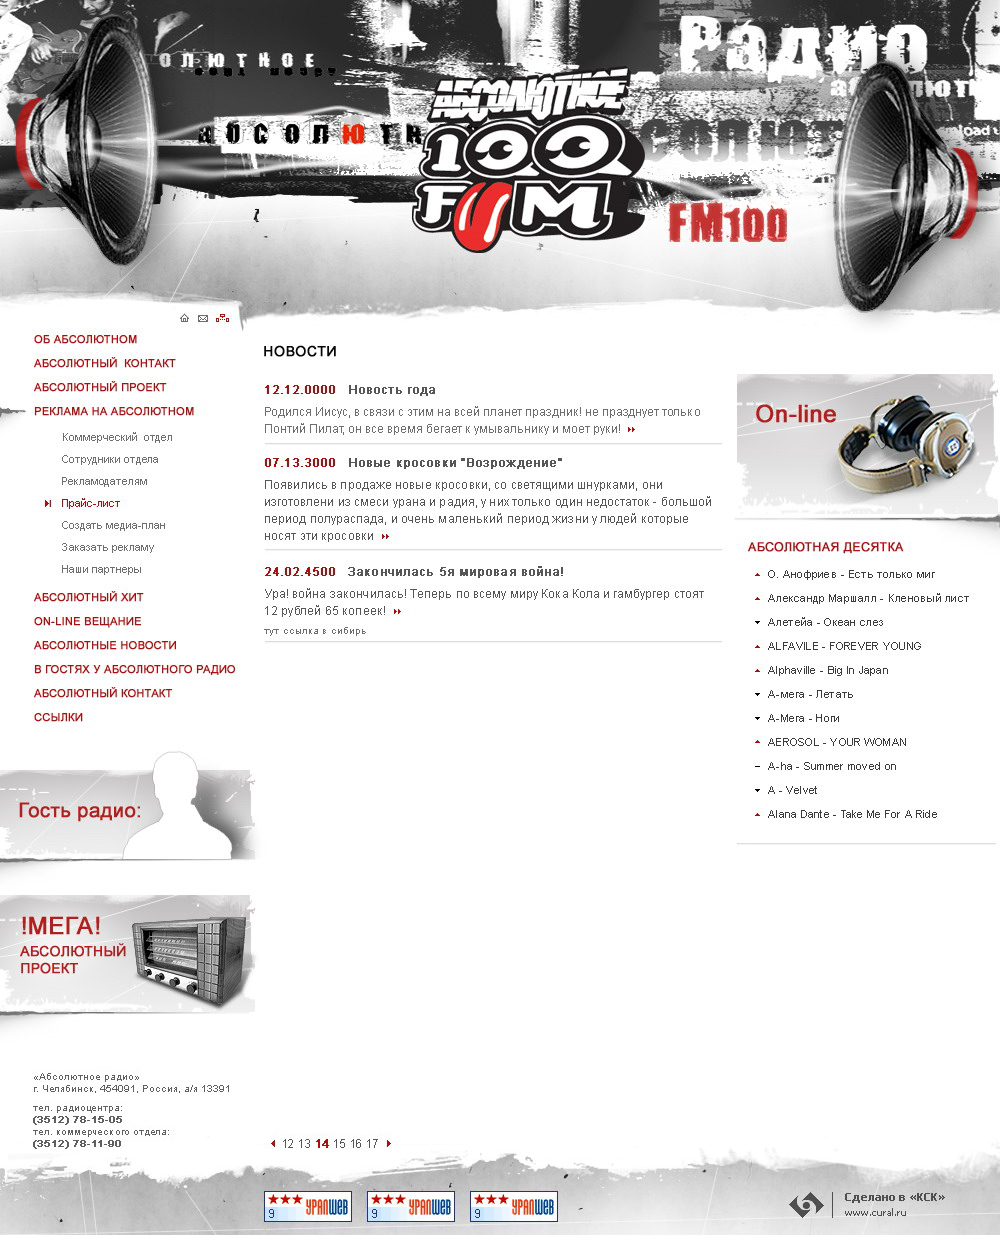 Радио
ОЛЮТНОЕ
АБСОЛЮТНОЕ
абсолютн
100
FM
FM100
ОБ АБСОЛЮТНОМ
АБСОЛЮТНЫЙ КОНТАКТ
АБСОЛЮТНЫЙ ПРОЕКТ
РЕКЛАМА НА АБСОЛЮТНОМ
Коммерческий отдел
Сотрудники отдела
Рекламодателям
Прайс-лист
Создать медиа-план
Заказать рекламу
Наши партнеры
АБСОЛЮТНЫЙ ХИТ
ON-LINE ВЕЩАНИЕ
АБСОЛЮТНЫЕ НОВОСТИ
В ГОСТЯХ У АБСОЛЮТНОГО РАДИО
АБСОЛЮТНЫЙ КОНТАКТ
ССЫЛКИ
Гость радио:
!МЕГА!
АБСОЛЮТНЫЙ
ПРОЕКТ
«Абсолютное радио»
г. Челябинск, 454091, Россия, а/я 13391
тел. радиоцентра:
(3512) 78-15-05
тел. коммерческого отдела:
(3512) 78-11-90
НОВОСТИ
12.12.0000 Новость года
Родился Иисус, в связи с этим на всей планет праздник! не празднует только
Понтий Пилат, он все время бегает к умывальнику и моет руки!
07.13.3000 Новые кросовки "Возрождение"
Появились в продаже новые кросовки, со светящими шнурками, они
изготовлени из смеси урана и радия, у них только один недостаток - большой
период полураспада, и очень маленький период жизни у людей которые
носят эти кросовки
24.02.4500 Закончилась 5я мировая война!
Ура! война закончилась! Теперь по всему миру Кока Кола и гамбургер стоят
12 рублей 65 копеек!
тут ссылка в сибирь
12 13 14 15 16 17
On-line
АБСОЛЮТНАЯ ДЕСЯТКА
О. Анофриев - Есть только миг
Александр Маршалл - Кленовый лист
Алетейа - Океан слез
ALFAVILE - FOREVER YOUNG
Alphaville - Big In Japan
А-мега - Летать
А-Мега - Ноги
AEROSOL - YOUR WOMAN
A-ha - Summer moved on
A - Velvet
Alana Dante - Take Me For A Ride
9 УРАЛWEB
9 УРАЛWEB
9 УРАЛWEB
Сделано в «КСК»
www.cural.ru